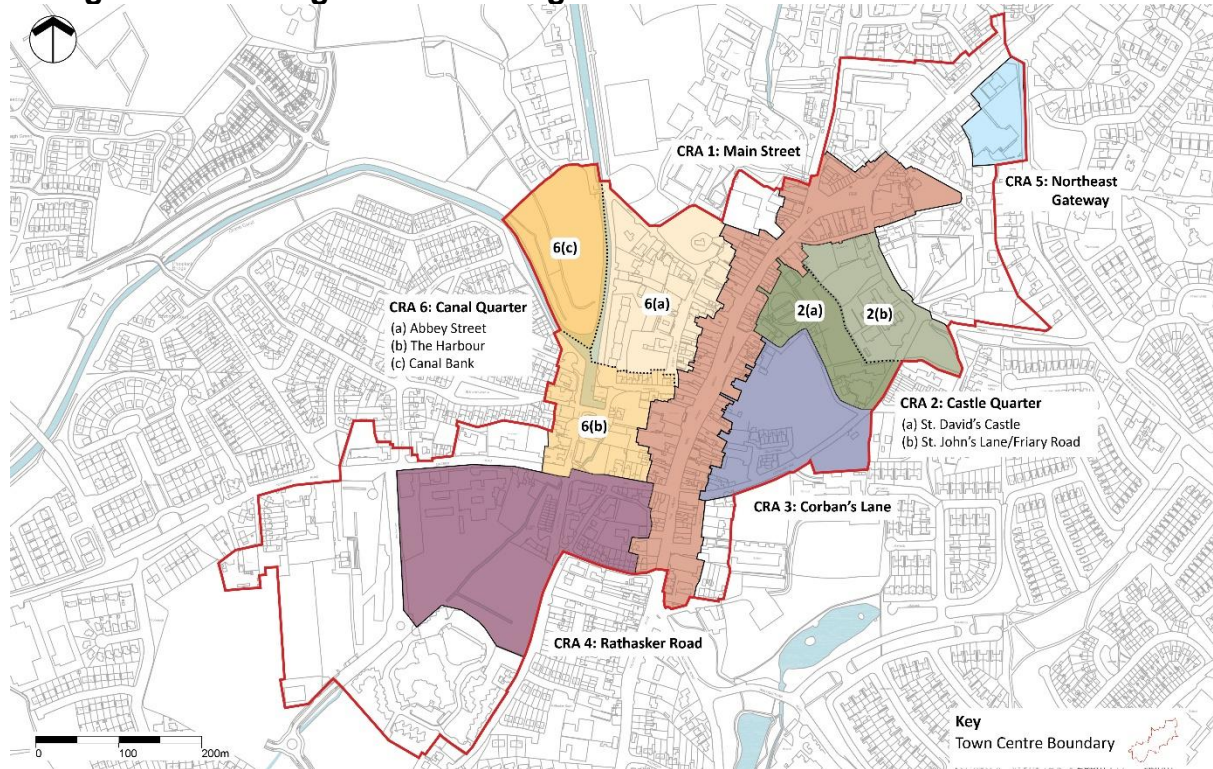 CRA 1: Main Street
CRA 5: Northeast
Gateway
6(c)
6(a)
CRA 6: Canal Quarter
(a) Abbey Street
(b) The Harbour
(c) Canal Bank
2(a)
2(b)
CRA 2: Castle Quarter
(a) St. David's Castle
(b) St. John's Lane/Friary Road
6(b)
CRA 3: Corban's Lane
CRA 4: Rathasker Road
Key
Town Centre Boundary
0 100 200m